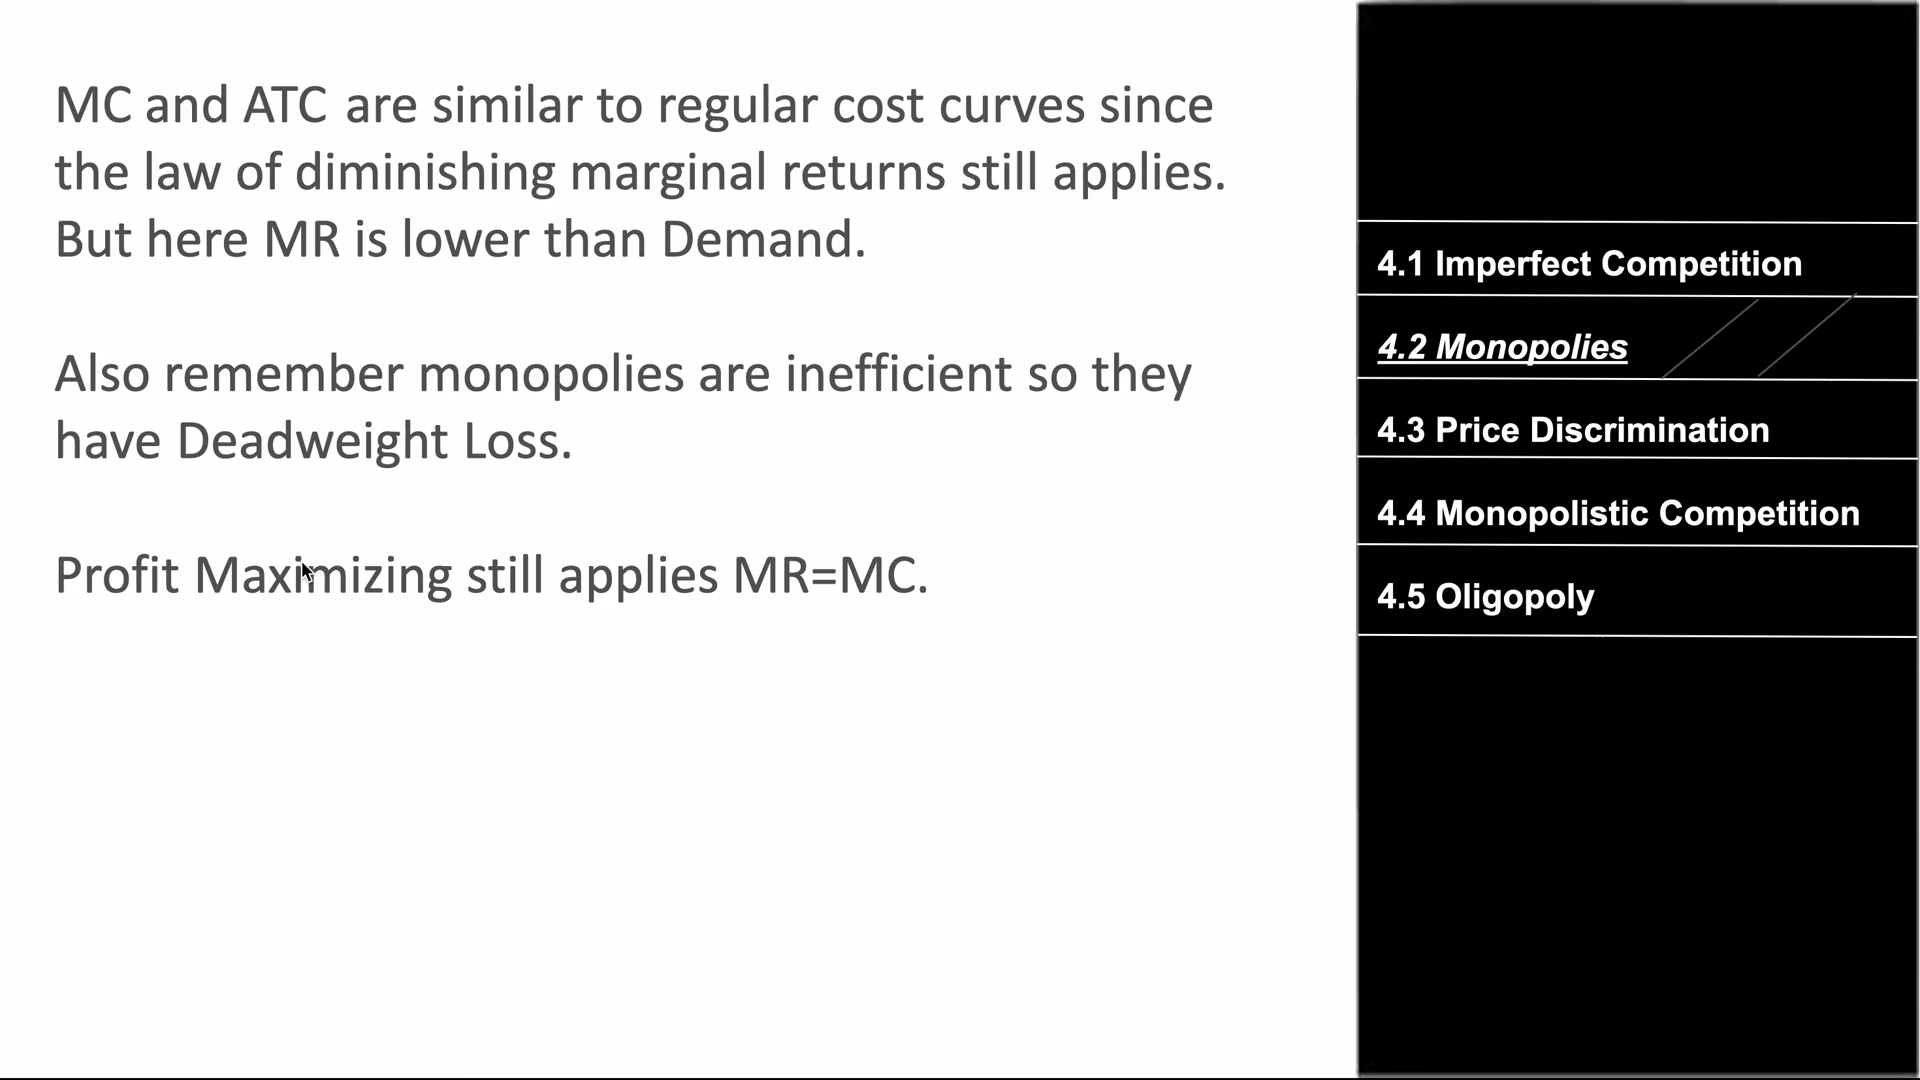 MC and ATC are similar to regular cost curves since
the law of diminishing marginal returns still applies.
But here MR is lower than Demand.
Also remember monopolies are inefficient so they
have Deadweight Loss.
Profit Maximizing still applies MR=MC.
4.1 Imperfect Competition
4.2 Monopolies
4.3 Price Discrimination
4.4 Monopolistic Competition
4.5 Oligopoly